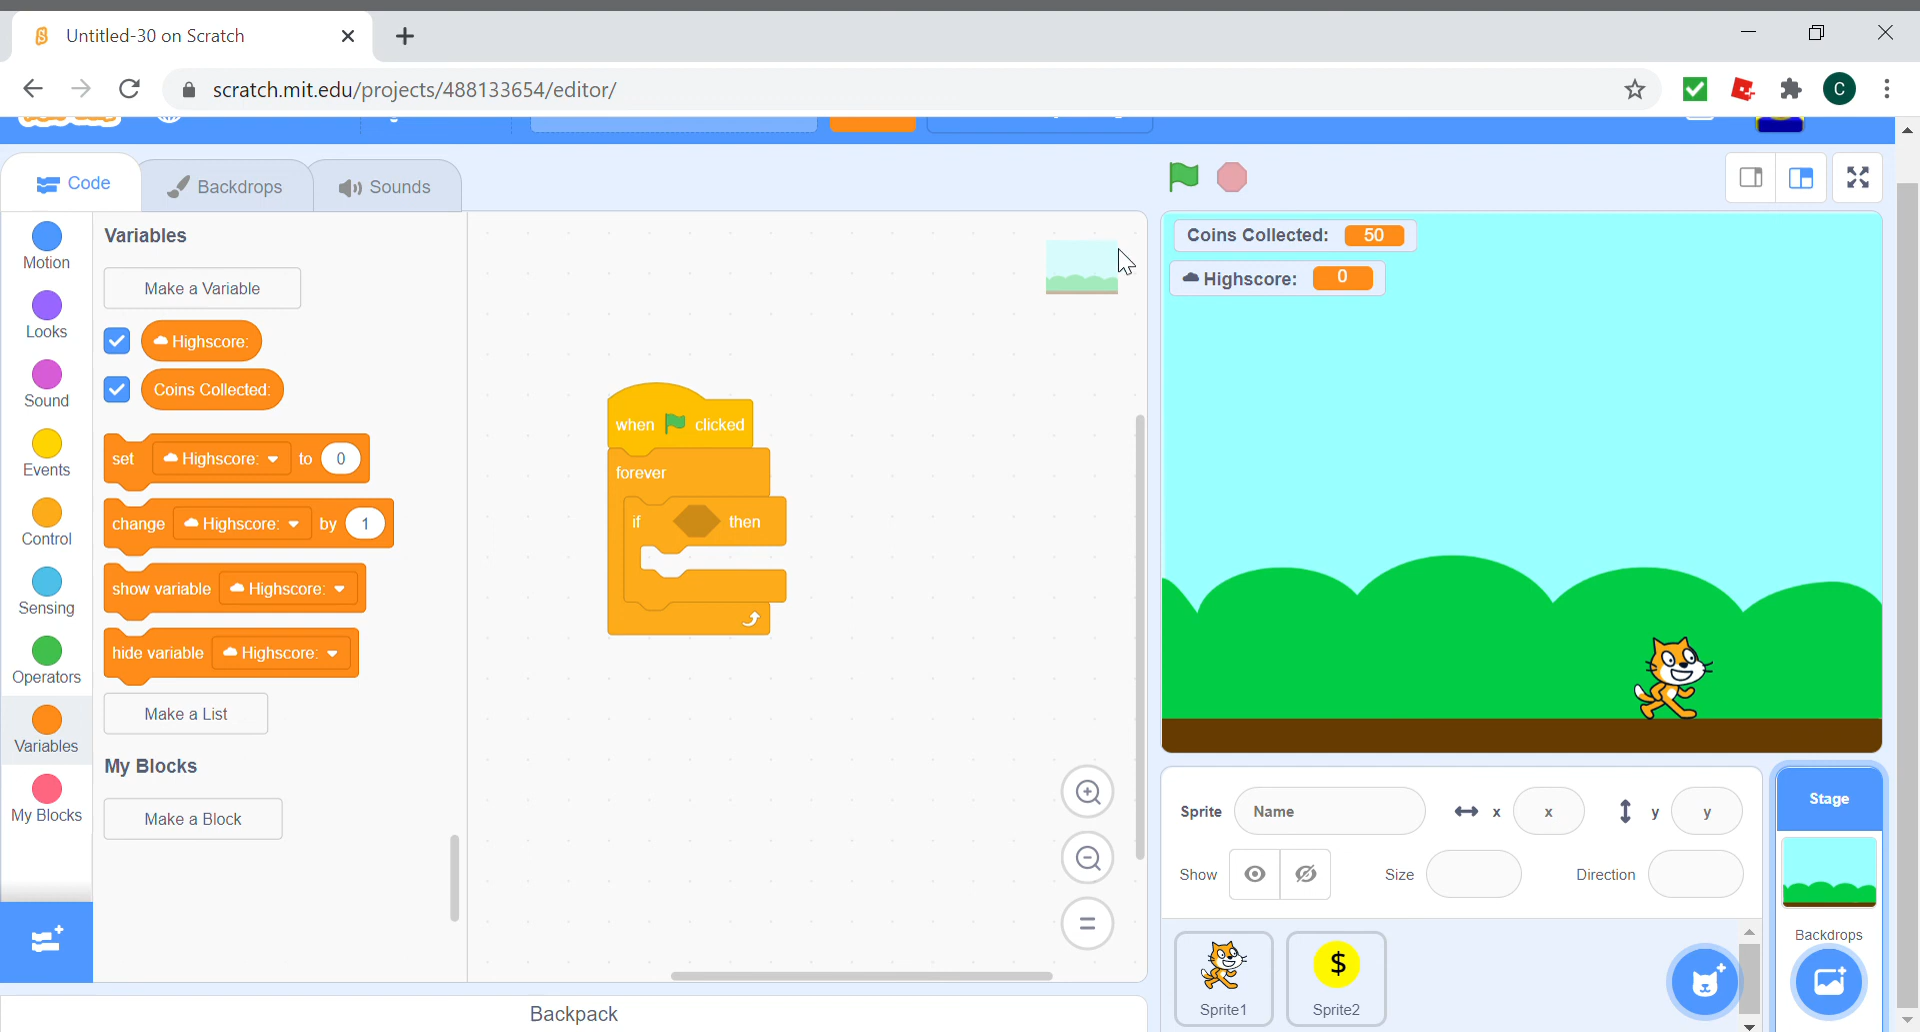 Untitled-30 on Scratch
scratch.mit.edu/projects/488133654/editor/
C
Code
Backdrops
Sounds
Motion
Looks
Sound
Events
Control
Sensing
Operators
Variables
My Blocks
Variables
Make a Variable
Highscore:
Coins Collected:
set Highscore: to 0
change Highscore: by 1
show variable Highscore:
hide variable Highscore:
Make a List
My Blocks
Make a Block
when clicked
forever
if then
Backpack
Coins Collected: 50
Highscore: 0
Sprite Name x x y y
Show Size Direction
Sprite1
$
Sprite2
Stage
Backdrops